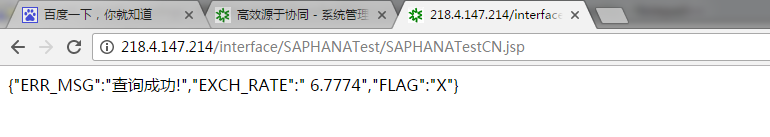 百度一下，你就知道
高效源于协同 - 系统管理
218.4.147.214/interfac
218.4.147.214/interface/SAPHANATest/SAPHANATestCN.jsp
{"ERR_MSG":"查询成功!","EXCH_RATE":" 6.7774","FLAG":"X"}